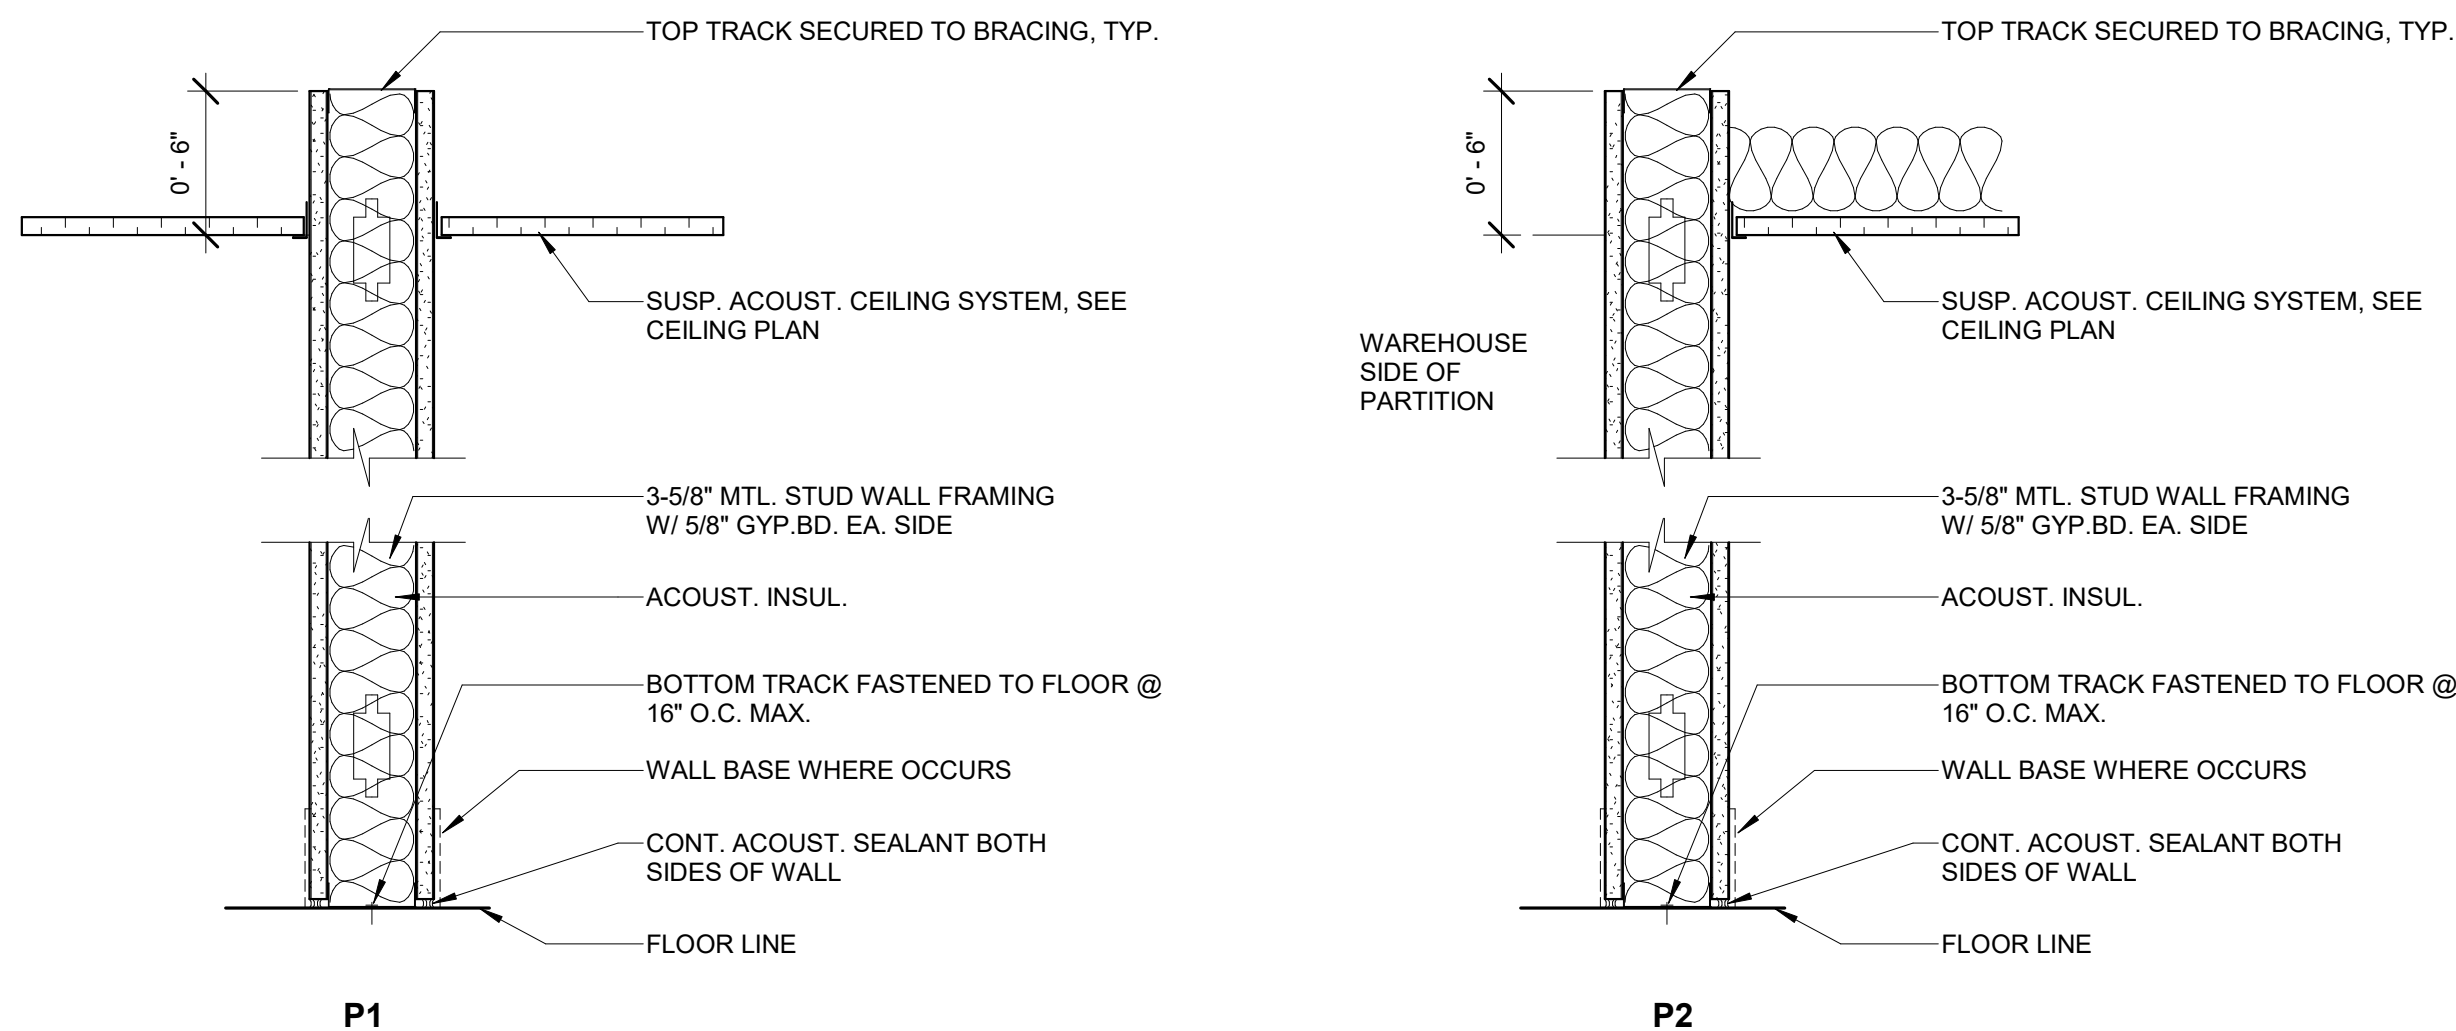 TOP TRACK SECURED TO BRACING, TYP.
0' - 6"
SUSP. ACOUST. CEILING SYSTEM, SEE
CEILING PLAN
3-5/8" MTL. STUD WALL FRAMING
W/ 5/8" GYP.BD. EA. SIDE
ACOUST. INSUL.
BOTTOM TRACK FASTENED TO FLOOR @
16" O.C. MAX.
WALL BASE WHERE OCCURS
CONT. ACOUST. SEALANT BOTH
SIDES OF WALL
FLOOR LINE
P1
TOP TRACK SECURED TO BRACING, TYP.
0' - 6"
SUSP. ACOUST. CEILING SYSTEM, SEE
CEILING PLAN
WAREHOUSE
SIDE OF
PARTITION
3-5/8" MTL. STUD WALL FRAMING
W/ 5/8" GYP.BD. EA. SIDE
ACOUST. INSUL.
BOTTOM TRACK FASTENED TO FLOOR @
16" O.C. MAX.
WALL BASE WHERE OCCURS
CONT. ACOUST. SEALANT BOTH
SIDES OF WALL
FLOOR LINE
P2